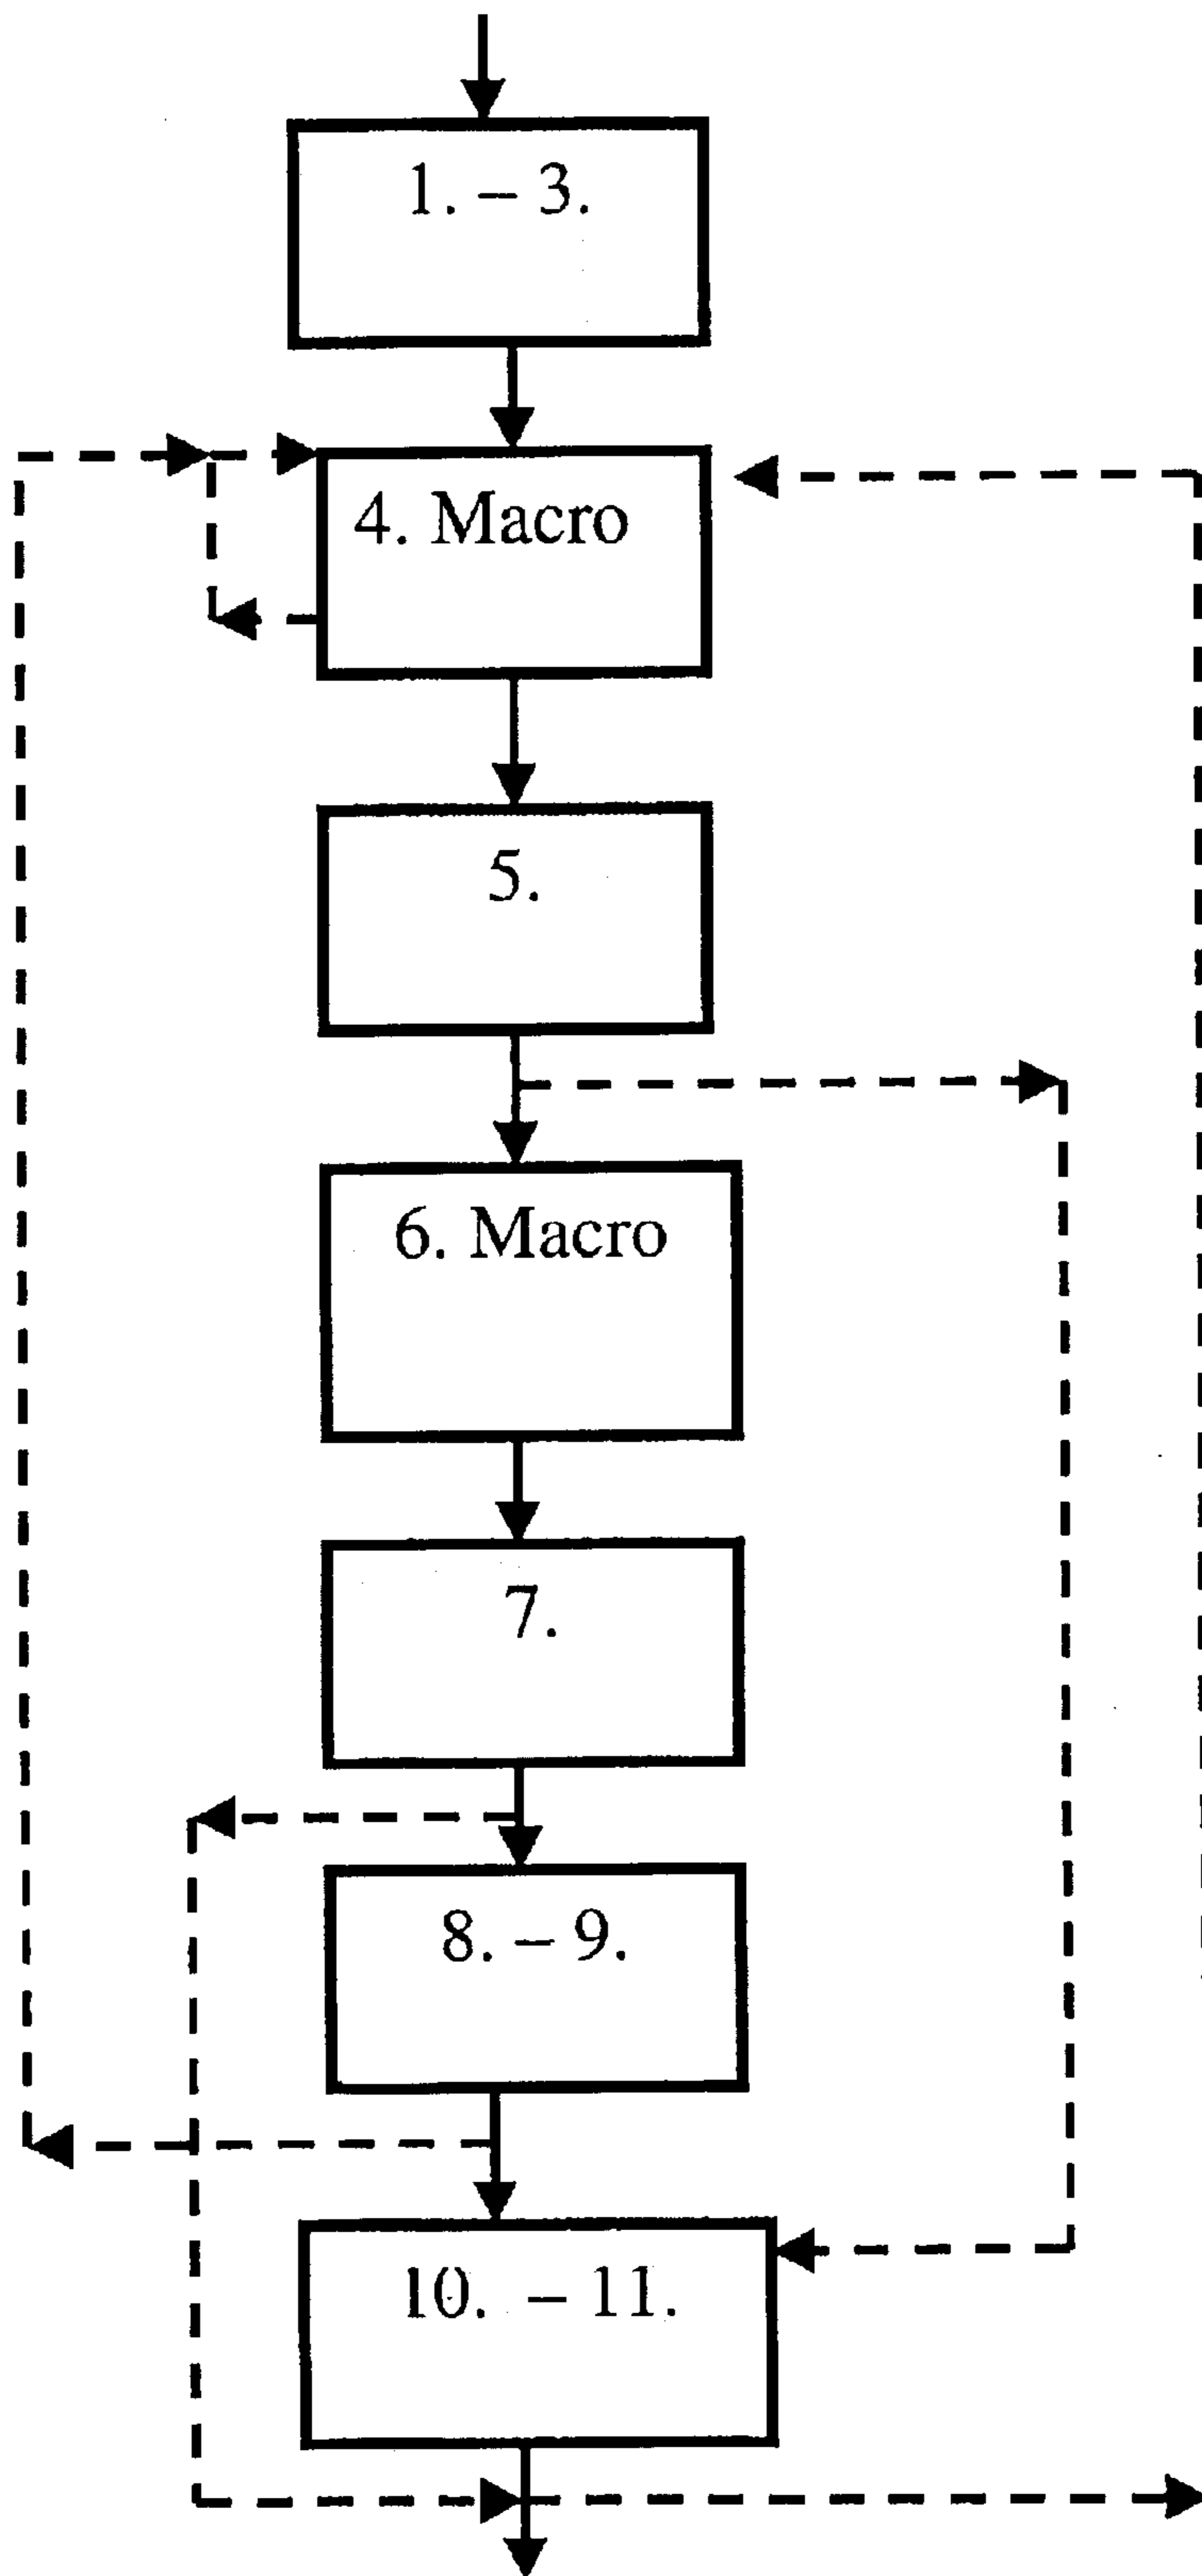 1. – 3.
4. Macro
5.
6. Macro
7.
8. – 9.
10. – 11.